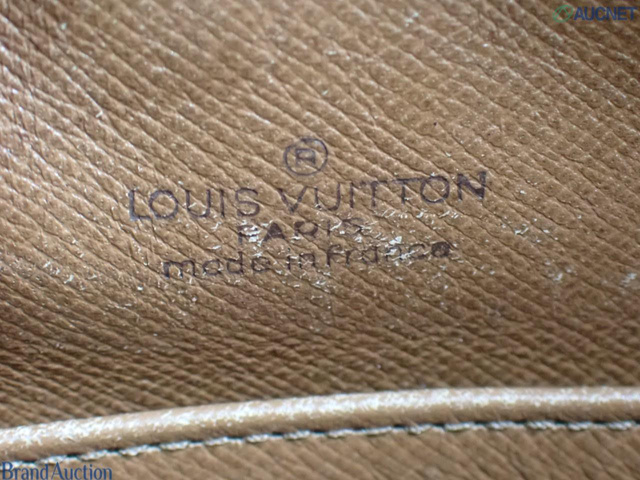 AUCNET
®
LOUIS VUITTON
PARIS
made in France
BrandAuction